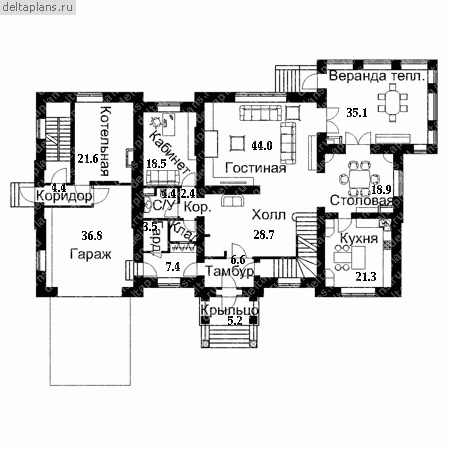 deltaplans.ru
Веранда тепл.
35.1
Котельная
21.6
Кабинет
18.5
44.0
Гостиная
4.4
Коридор
3.4
С/У
2.4
Кор.
18.9
Столовая
Холл
28.7
36.8
Гараж
3.5
Гард
Клад
Кухня
21.3
7.4
6.6
Тамбур
Крыльцо
5.2